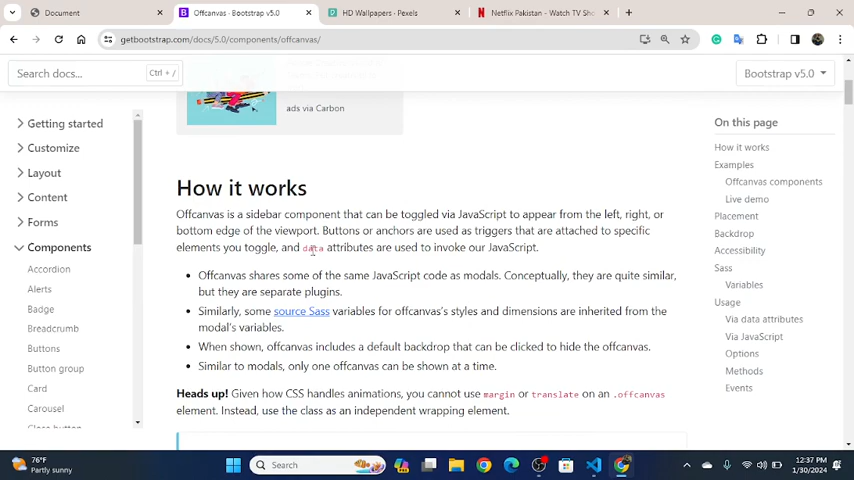 Document
Offcanvas · Bootstrap v5.0
HD Wallpapers · Pexels
Netflix Pakistan - Watch TV Sho
getbootstrap.com/docs/5.0/components/offcanvas/
Search docs...
Ctrl + /
Bootstrap v5.0
ads via Carbon
Getting started
Customize
Layout
Content
Forms
Components
Accordion
Alerts
Badge
Breadcrumb
Buttons
Button group
Card
Carousel
Close button
How it works
Offcanvas is a sidebar component that can be toggled via JavaScript to appear from the left, right, or
bottom edge of the viewport. Buttons or anchors are used as triggers that are attached to specific
elements you toggle, and data attributes are used to invoke our JavaScript.
• Offcanvas shares some of the same JavaScript code as modals. Conceptually, they are quite similar,
but they are separate plugins.
• Similarly, some source Sass variables for offcanvas's styles and dimensions are inherited from the
modal's variables.
• When shown, offcanvas includes a default backdrop that can be clicked to hide the offcanvas.
• Similar to modals, only one offcanvas can be shown at a time.
Heads up! Given how CSS handles animations, you cannot use margin or translate on an .offcanvas
element. Instead, use the class as an independent wrapping element.
On this page
How it works
Examples
Offcanvas components
Live demo
Placement
Backdrop
Accessibility
Sass
Variables
Usage
Via data attributes
Via JavaScript
Options
Methods
Events
76°F
Partly sunny
Search
12:37 PM
1/30/2024